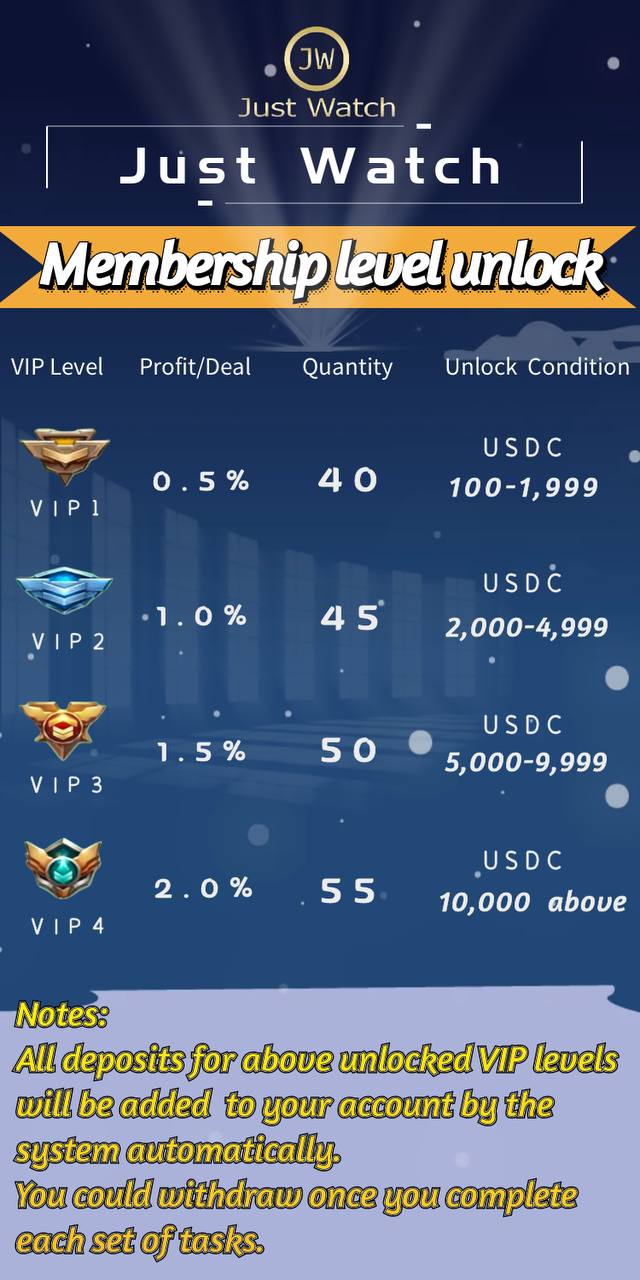 JW
Just Watch
Just Watch
Membership level unlock
VIP Level Profit/Deal Quantity Unlock Condition
VIP1 0.5% 40 USDC 100-1,999
VIP2 1.0% 45 USDC 2,000-4,999
VIP3 1.5% 50 USDC 5,000-9,999
VIP4 2.0% 55 USDC 10,000 above
Notes:
All deposits for above unlocked VIP levels
will be added to your account by the
system automatically.
You could withdraw once you complete
each set of tasks.